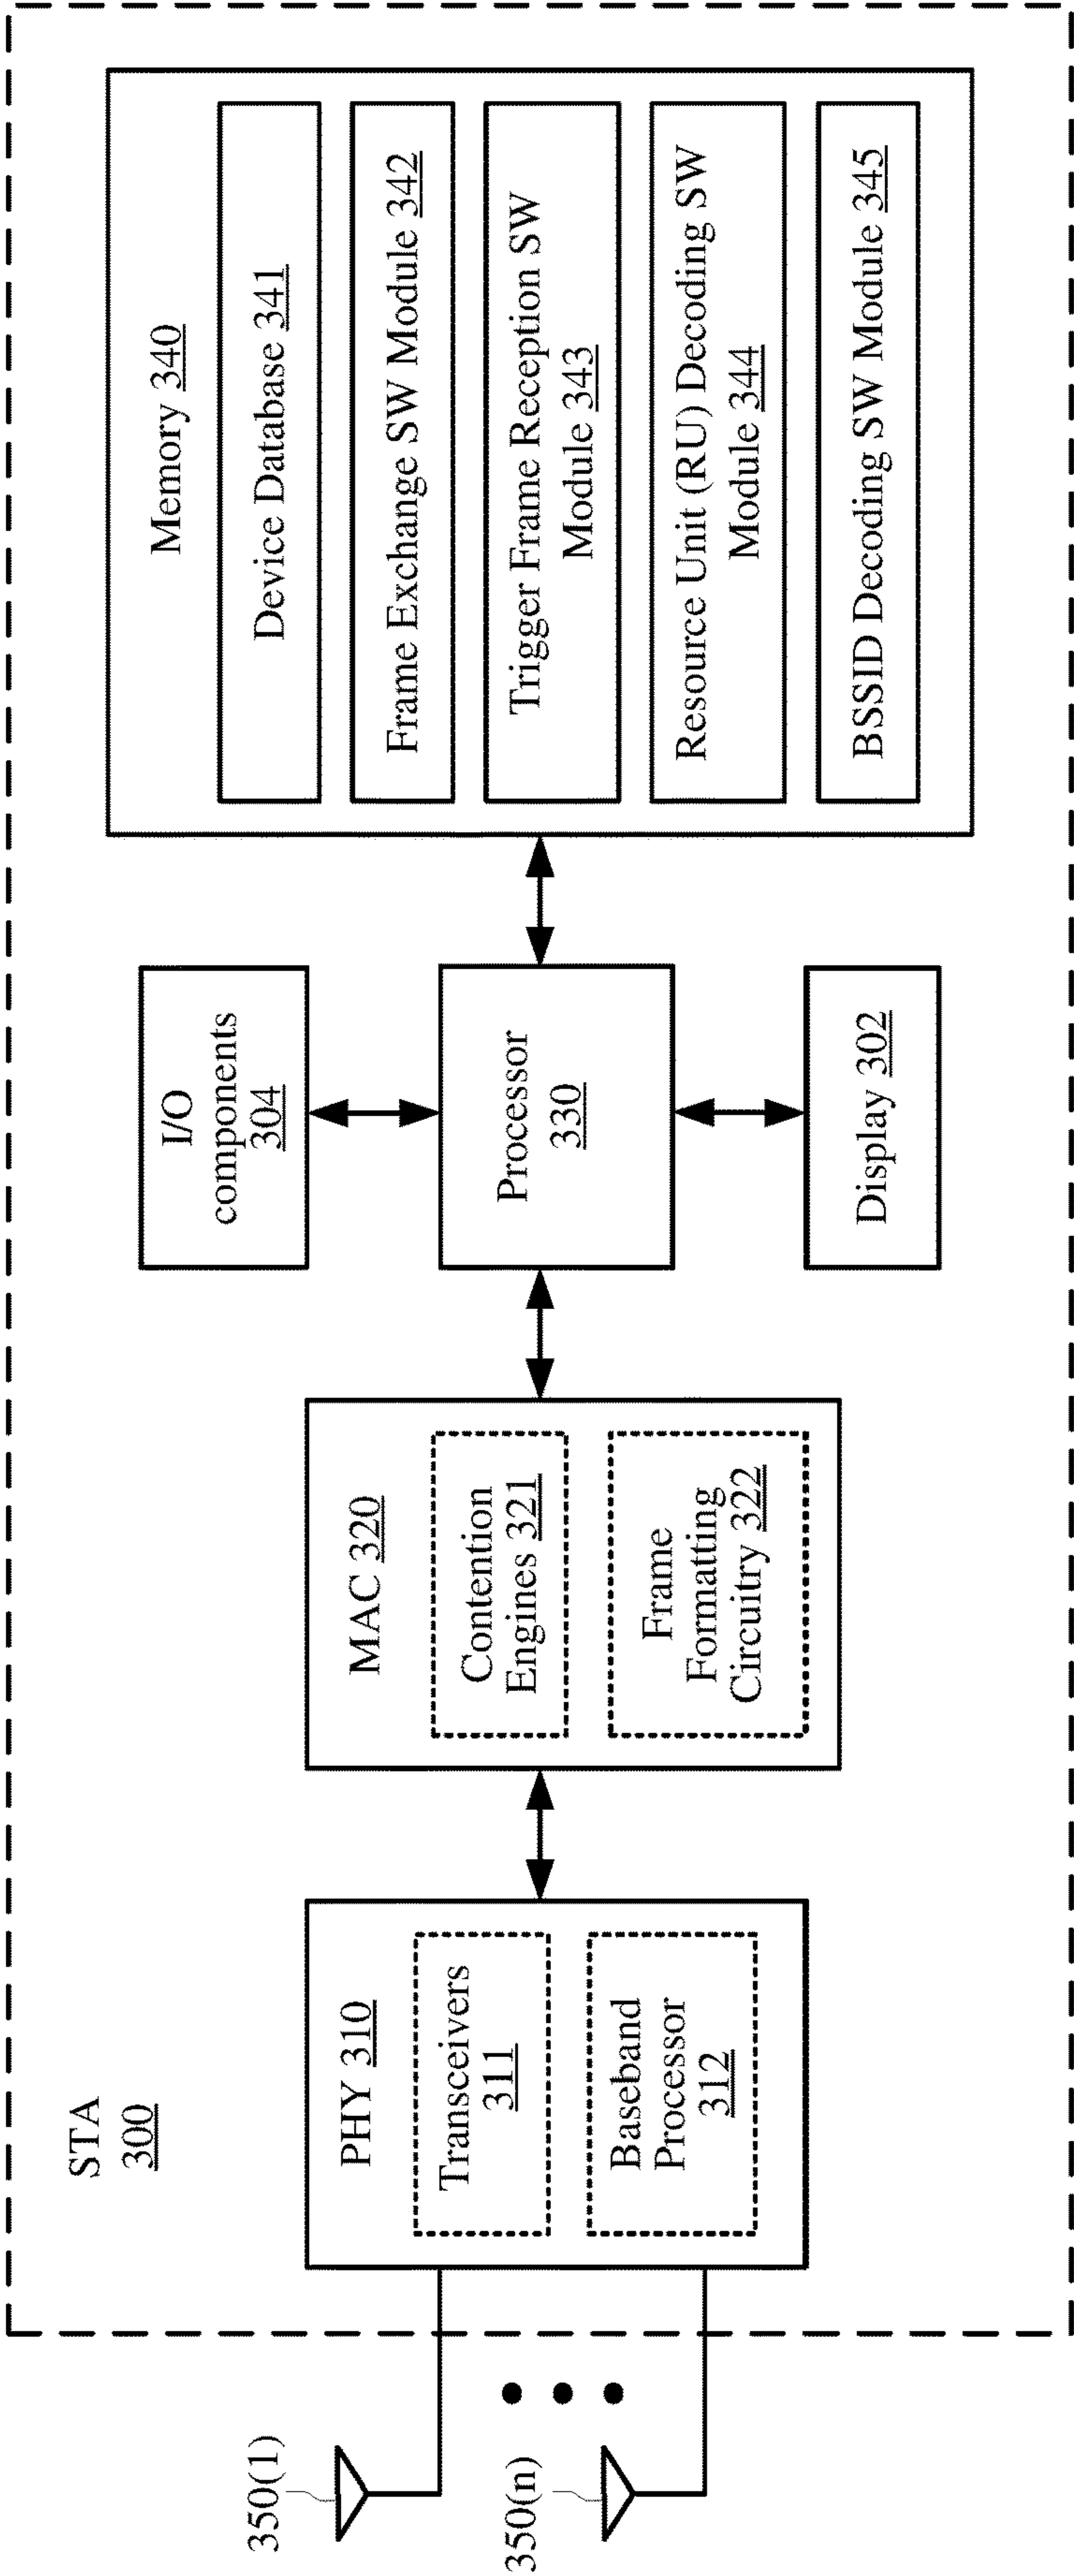 STA
300
350(1)
350(n)
PHY 310
Transceivers
311
Baseband
Processor
312
MAC 320
Contention
Engines 321
Frame
Formatting
Circuitry 322
I/O
components
304
Processor
330
Display 302
Memory 340
Device Database 341
Frame Exchange SW Module 342
Trigger Frame Reception SW
Module 343
Resource Unit (RU) Decoding SW
Module 344
BSSID Decoding SW Module 345